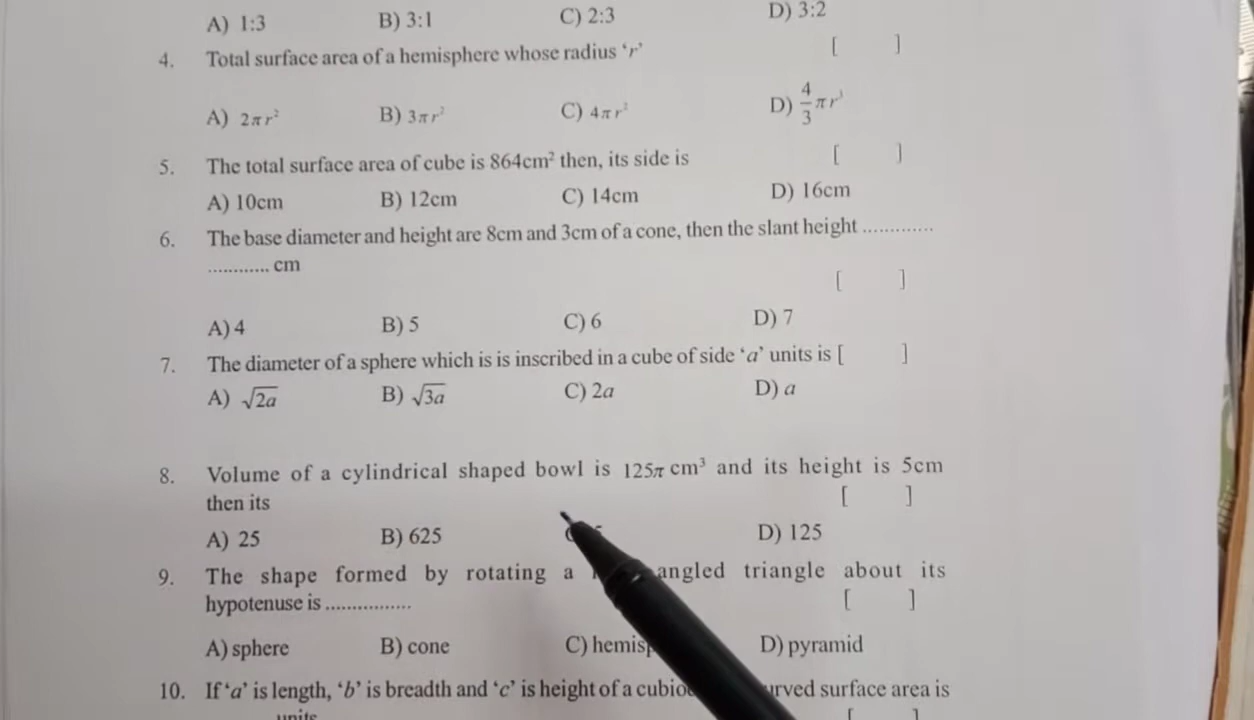 A) 1:3 B) 3:1 C) 2:3 D) 3:2
4. Total surface area of a hemisphere whose radius ‘r’ [ ]
A) 2πr² B) 3πr² C) 4πr² D) 4/3 πr³
5. The total surface area of cube is 864cm² then, its side is [ ]
A) 10cm B) 12cm C) 14cm D) 16cm
6. The base diameter and height are 8cm and 3cm of a cone, then the slant height .............
............ cm
[ ]
A) 4 B) 5 C) 6 D) 7
7. The diameter of a sphere which is is inscribed in a cube of side ‘a’ units is [ ]
A) √2a B) √3a C) 2a D) a
8. Volume of a cylindrical shaped bowl is 125π cm³ and its height is 5cm
then its [ ]
A) 25 B) 625 D) 125
9. The shape formed by rotating a angled triangle about its
hypotenuse is ................ [ ]
A) sphere B) cone C) hemisp D) pyramid
10. If ‘a’ is length, ‘b’ is breadth and ‘c’ is height of a surface area is
units